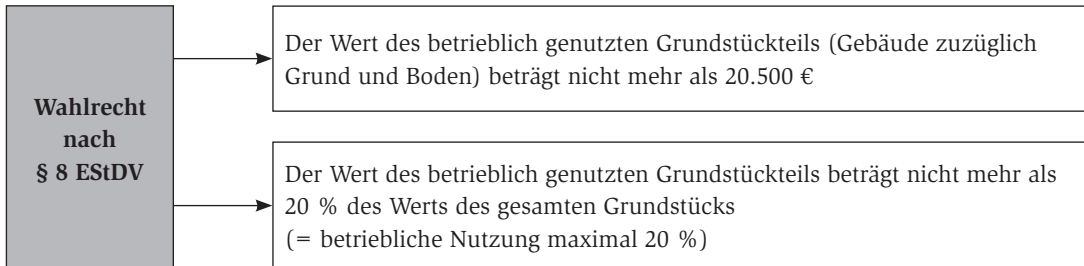 Wahlrecht
nach
§ 8 EStDV
Der Wert des betrieblich genutzten Grundstückteils (Gebäude zuzüglich
Grund und Boden) beträgt nicht mehr als 20.500 €
Der Wert des betrieblich genutzten Grundstückteils beträgt nicht mehr als
20 % des Werts des gesamten Grundstücks
(= betriebliche Nutzung maximal 20 %)